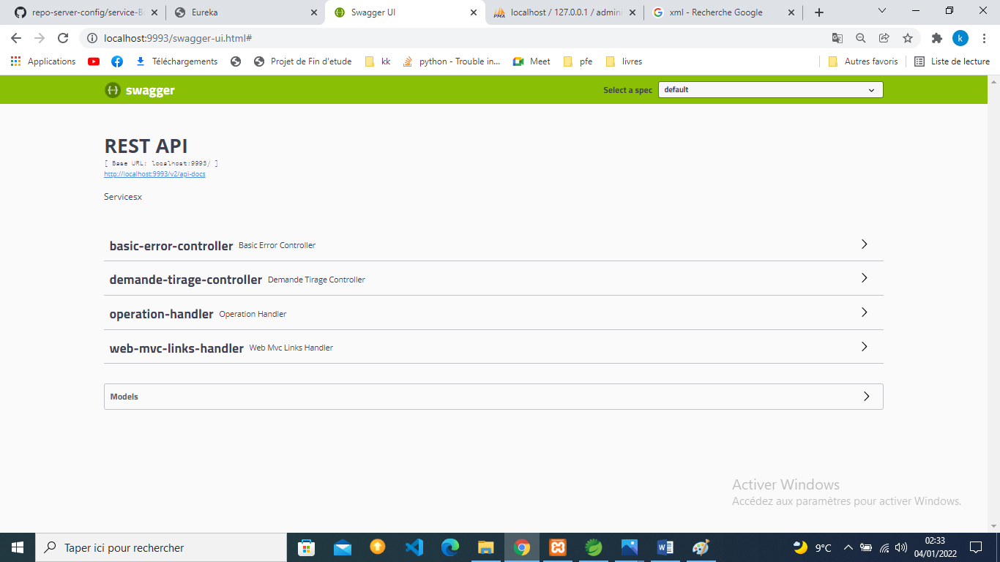 repo-server-config/service-B
Eureka
Swagger UI
localhost / 127.0.0.1 / admini
xml - Recherche Google
localhost:9993/swagger-ui.html#
k
Applications
Téléchargements
Projet de Fin d'etude
kk
python - Trouble in...
Meet
pfe
livres
Autres favoris
Liste de lecture
swagger
Select a spec
default
REST API
[ Base URL: localhost:9993/ ]
http://localhost:9993/v2/api-docs
Servicesx
basic-error-controller Basic Error Controller
demande-tirage-controller Demande Tirage Controller
operation-handler Operation Handler
web-mvc-links-handler Web Mvc Links Handler
Models
Activer Windows
Accédez aux paramètres pour activer Windows.
Taper ici pour rechercher
9°C
02:33
04/01/2022